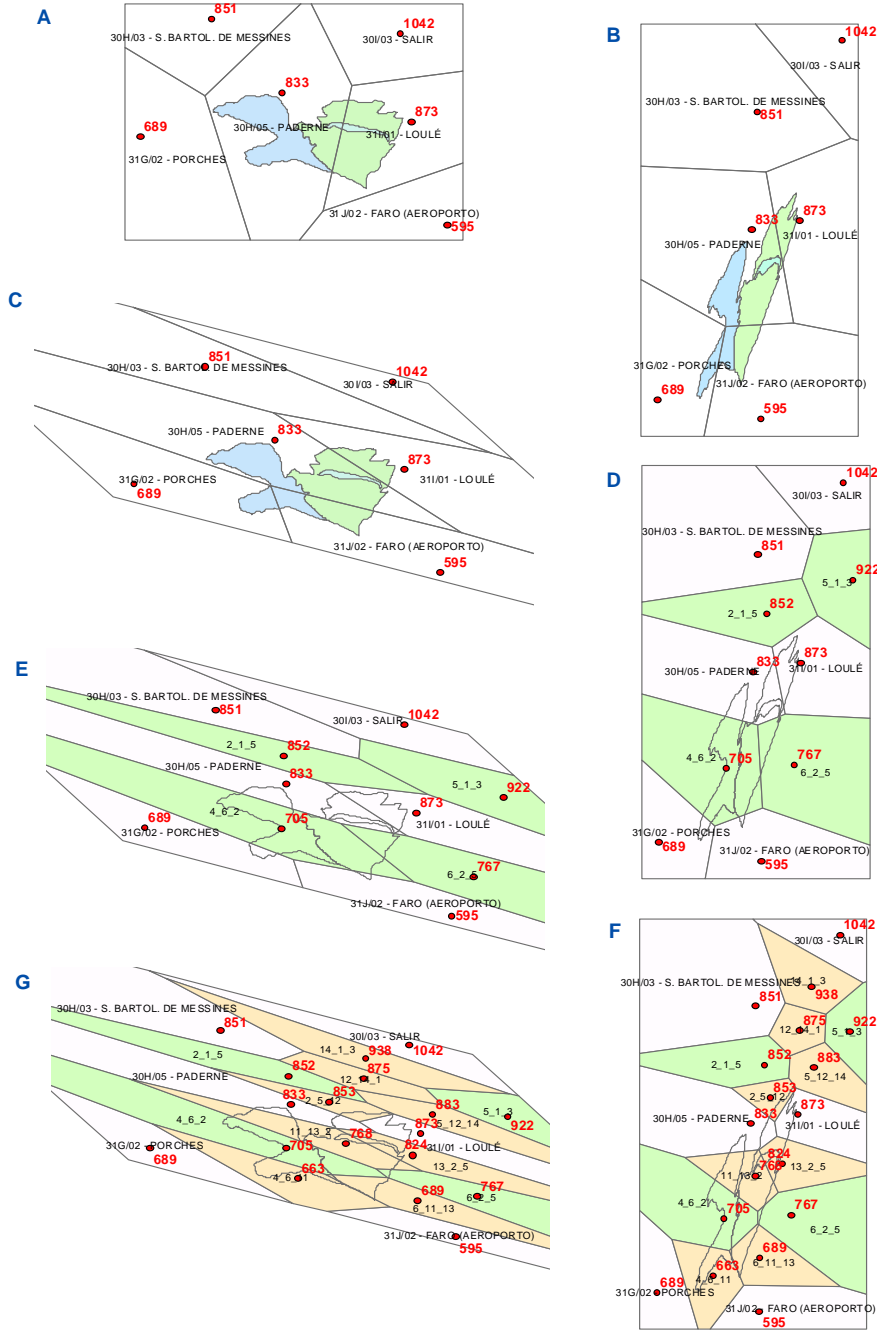 A
851
30H/03 - S. BARTOL. DE MESSINES
1042
30I/03 - SALIR
833
30H/05 - PADERNE
873
31I/01 - LOULÉ
689
31G/02 - PORCHES
31J/02 - FARO (AEROPORTO)
595
B
1042
30I/03 - SALIR
30H/03 - S. BARTOL. DE MESSINES
851
873
833
31I/01 - LOULÉ
30H/05 - PADERNE
31G/02 - PORCHES
31J/02 - FARO (AEROPORTO)
689
595
C
851
30H/03 - S. BARTOL. DE MESSINES
1042
30I/03 - SALIR
30H/05 - PADERNE
833
873
31G/02 - PORCHES
31I/01 - LOULÉ
689
31J/02 - FARO (AEROPORTO)
595
D
1042
30I/03 - SALIR
30H/03 - S. BARTOL. DE MESSINES
851
922
5_1_3
852
2_1_5
873
833
31I/01 - LOULÉ
30H/05 - PADERNE
4_6_2
705
767
6_2_5
31G/02 - PORCHES
689
31J/02 - FARO (AEROPORTO)
595
E
30H/03 - S. BARTOL. DE MESSINES
851
30I/03 - SALIR
1042
2_1_5
852
30H/05 - PADERNE
833
5_1_3
922
4_6_2
873
689
705
31I/01 - LOULÉ
31G/02 - PORCHES
767
6_2_5
31J/02 - FARO (AEROPORTO)
595
F
1042
30I/03 - SALIR
30H/03 - S. BARTOL. DE MESSINES
14_1_3
938
851
875
922
12_14_1
5_1_3
852
883
2_1_5
5_12_14
853
2_5_12
873
833
31I/01 - LOULÉ
30H/05 - PADERNE
824
768
13_2_5
11_13_2
4_6_2
705
767
6_2_5
689
6_11_13
663
4_6_11
689
31G/02 - PORCHES
31J/02 - FARO (AEROPORTO)
595
G
30H/03 - S. BARTOL. DE MESSINES
851
30I/03 - SALIR
1042
14_1_3
938
2_1_5
852
875
12_14_1
30H/05 - PADERNE
833
853
2_5_12
883
5_1_3
922
5_12_14
4_6_2
873
11_13_2
768
31I/01 - LOULÉ
31G/02 - PORCHES
689
705
824
13_2_5
663
4_6_11
689
6_11_13
767
6_2_5
31J/02 - FARO (AEROPORTO)
595